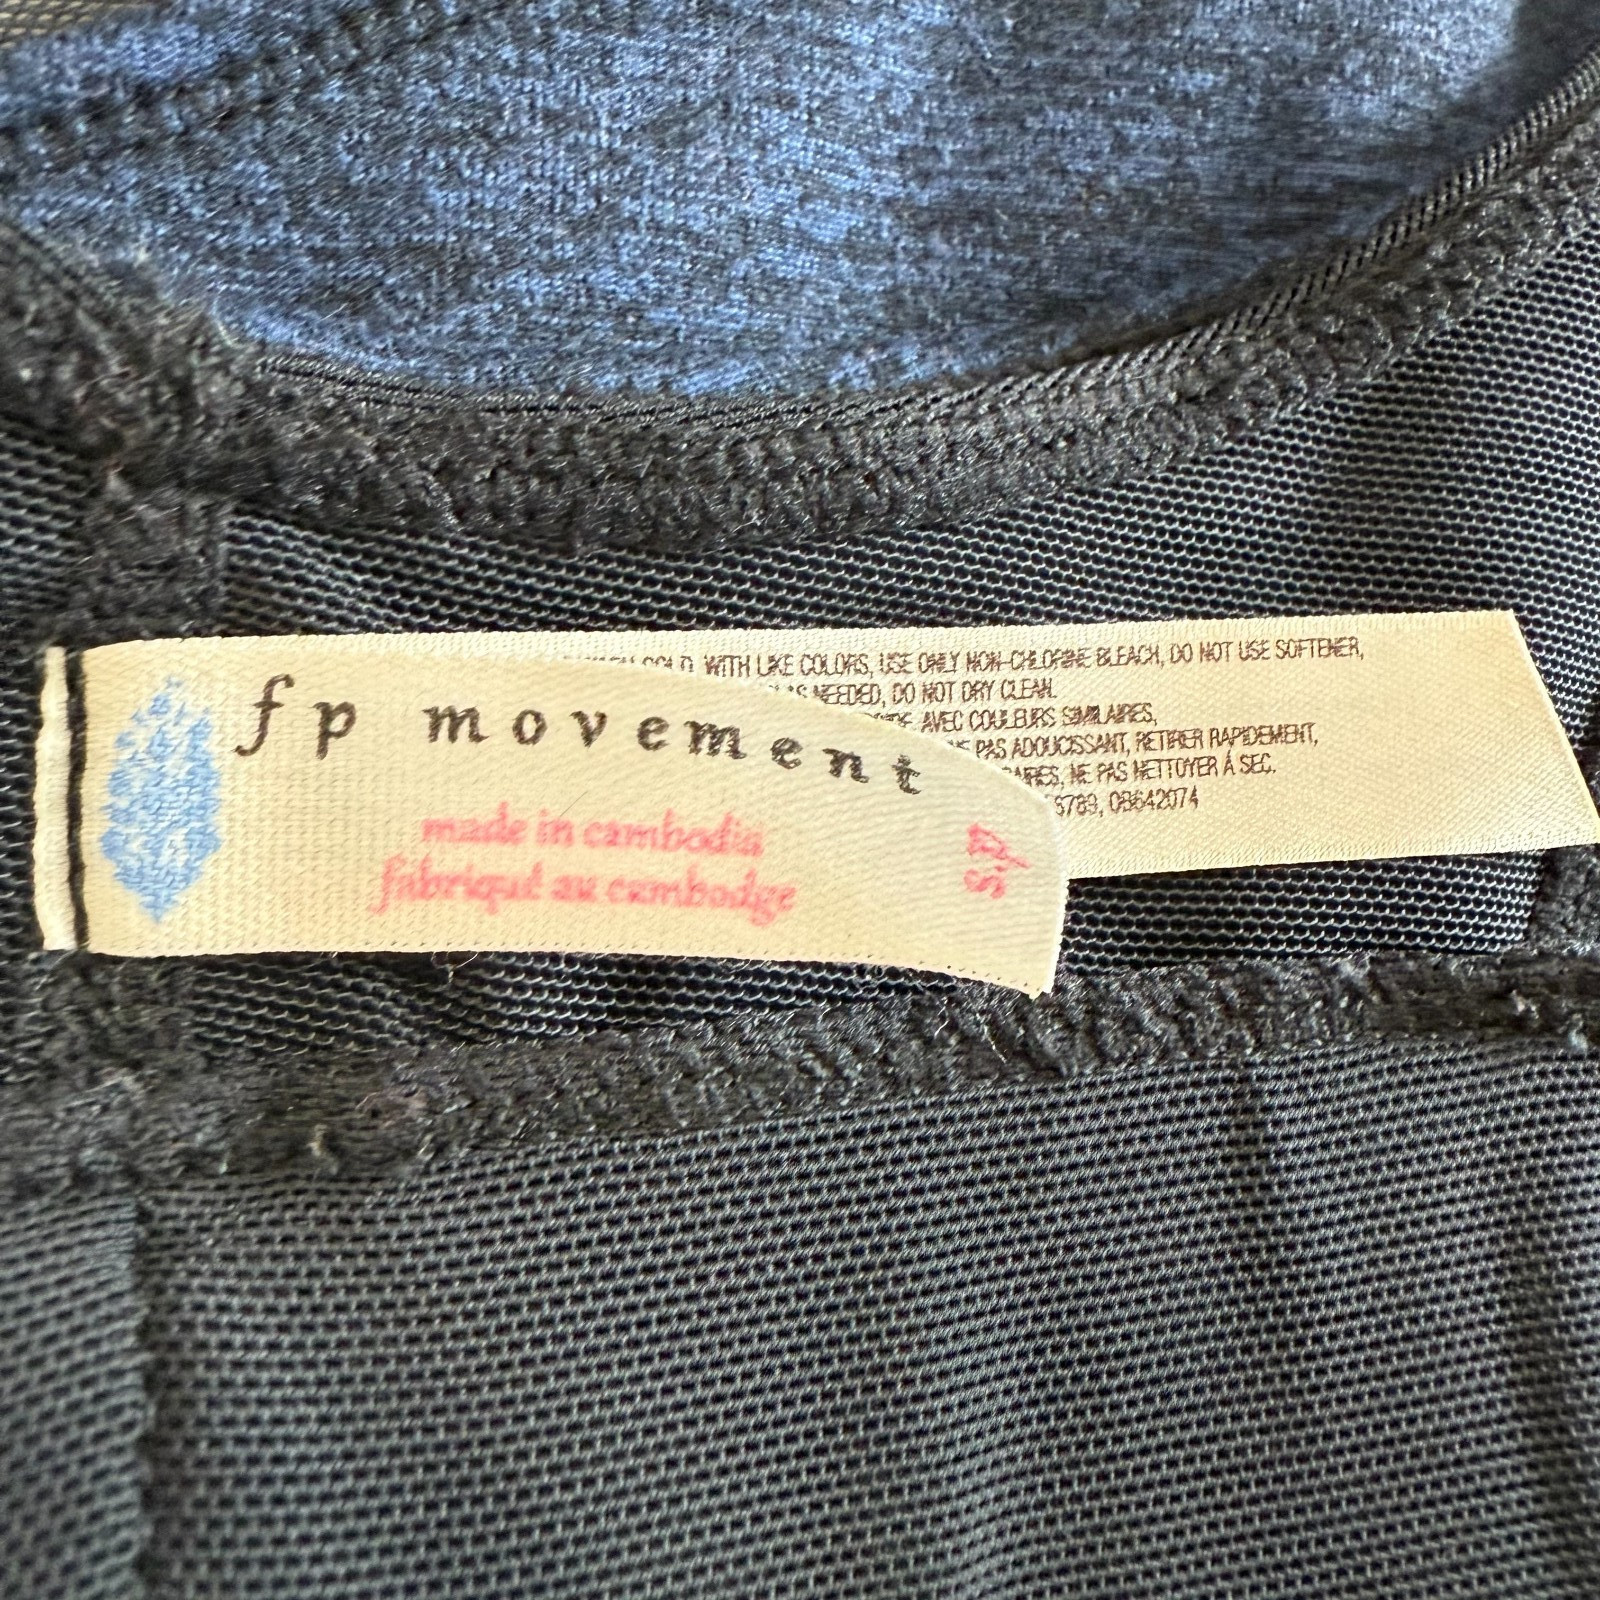 fp movement
made in cambodia
fabriqué au cambodge
S/P
COLD, WITH LIKE COLORS, USE ONLY NON-CHLORINE BLEACH, DO NOT USE SOFTENER,
AS NEEDED, DO NOT DRY CLEAN.
AVEC COULEURS SIMILAIRES,
PAS ADOUCISSANT, RETIRER RAPIDEMENT,
NE PAS NETTOYER À SEC.
6789, 08642074